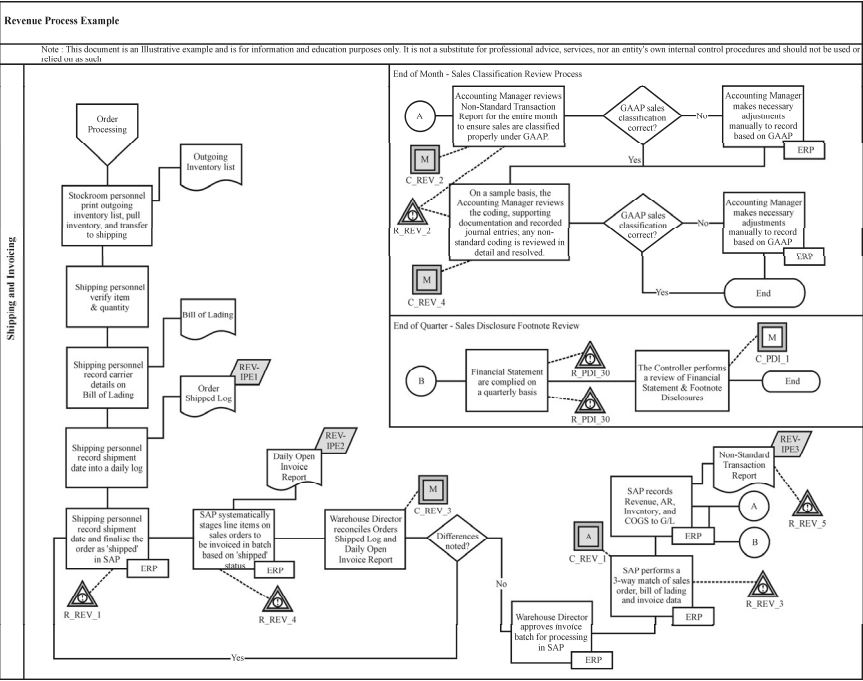 Revenue Process Example
Note : This document is an Illustrative example and is for information and education purposes only. It is not a substitute for professional advice, services, nor an entity's own internal control procedures and should not be used or
relied on as such
Shipping and Invoicing
Order
Processing
Outgoing
Inventory list
Stockroom personnel
print outgoing
inventory list, pull
inventory, and transfer
to shipping
Shipping personnel
verify item
& quantity
Bill of Lading
Shipping personnel
record carrier
details on
Bill of Lading
REV-
IPE1
Order
Shipped Log
Shipping personnel
record shipment
date into a daily log
Shipping personnel
record shipment
date and finalise the
order as 'shipped'
in SAP
ERP
R_REV_1
REV-
IPE2
Daily Open
Invoice
Report
SAP systematically
stages line items on
sales orders to
be invoiced in batch
based on 'shipped'
status
ERP
R_REV_4
M
C_REV_3
Warehouse Director
reconciles Orders
Shipped Log and
Daily Open
Invoice Report
Differences
noted?
Yes
No
Warehouse Director
approves invoice
batch for processing
in SAP
ERP
A
C_REV_1
SAP performs a
3-way match of sales
order, bill of lading
and invoice data
ERP
R_REV_3
SAP records
Revenue, AR,
Inventory, and
COGS to G/L
ERP
REV-
IPE3
Non-Standard
Transaction
Report
R_REV_5
A
B
End of Month - Sales Classification Review Process
A
Accounting Manager reviews
Non-Standard Transaction
Report for the entire month
to ensure sales are classified
properly under GAAP.
GAAP sales
classification
correct?
No
Accounting Manager
makes necessary
adjustments
manually to record
based on GAAP
ERP
Yes
M
C_REV_2
R_REV_2
On a sample basis, the
Accounting Manager reviews
the coding, supporting
documentation and recorded
journal entries; any non-
standard coding is reviewed in
detail and resolved.
M
C_REV_4
GAAP sales
classification
correct?
No
Accounting Manager
makes necessary
adjustments
manually to record
based on GAAP
ERP
Yes
End
End of Quarter - Sales Disclosure Footnote Review
B
Financial Statement
are complied on
a quarterly basis
R_PDI_30
R_PDI_30
The Controller performs
a review of Financial
Statement & Footnote
Disclosures
M
C_PDI_1
End